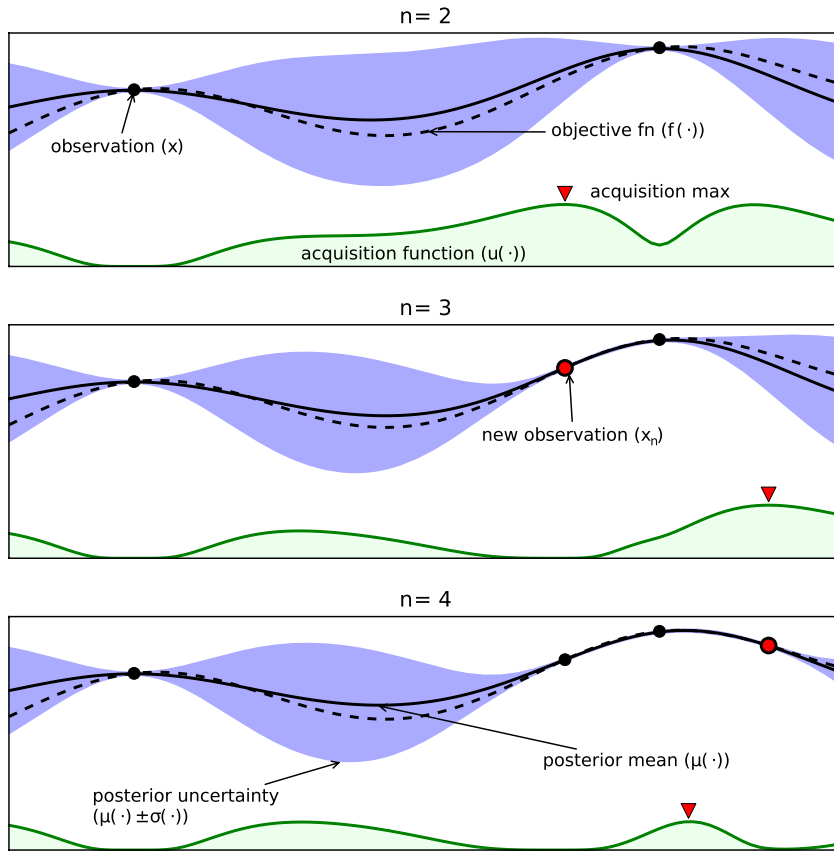 n= 2
observation (x)
objective fn (f(·))
acquisition max
acquisition function (u(·))
n= 3
new observation (xₙ)
n= 4
posterior mean (μ(·))
posterior uncertainty
(μ(·)±σ(·))